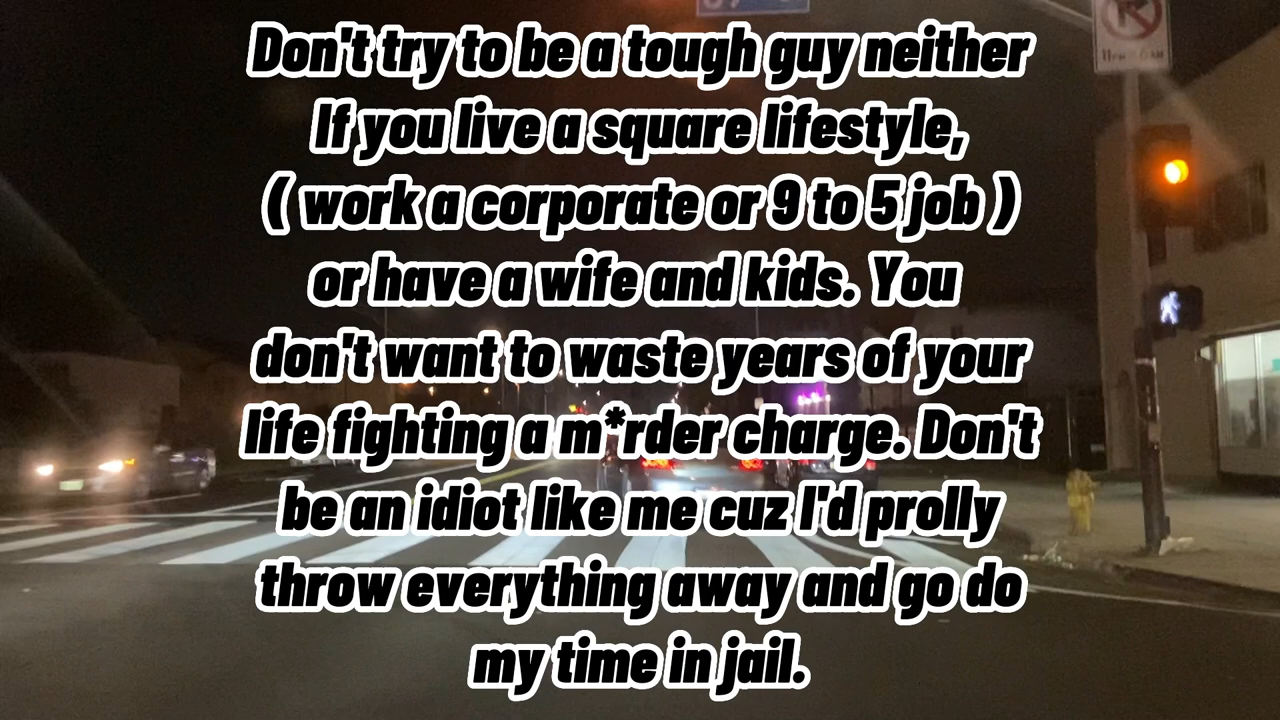 Don't try to be a tough guy neither
If you live a square lifestyle,
( work a corporate or 9 to 5 job )
or have a wife and kids. You
don't want to waste years of your
life fighting a m*rder charge. Don't
be an idiot like me cuz I'd prolly
throw everything away and go do
my time in jail.